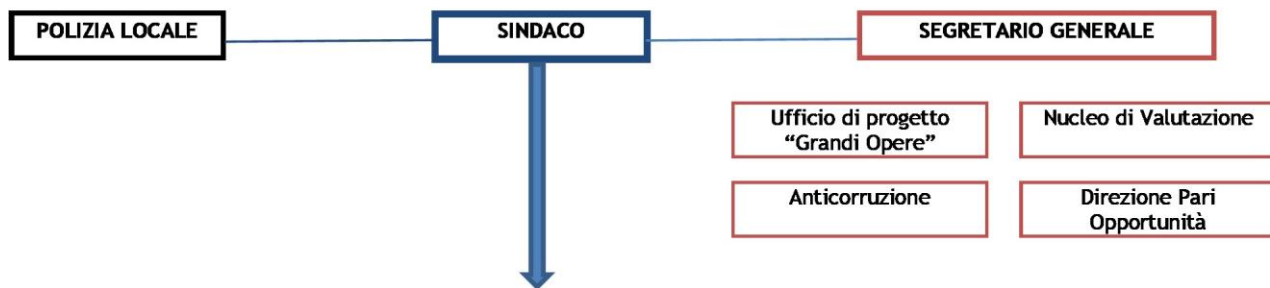 POLIZIA LOCALE
SINDACO
SEGRETARIO GENERALE
Ufficio di progetto
“Grandi Opere”
Nucleo di Valutazione
Anticorruzione
Direzione Pari
Opportunità